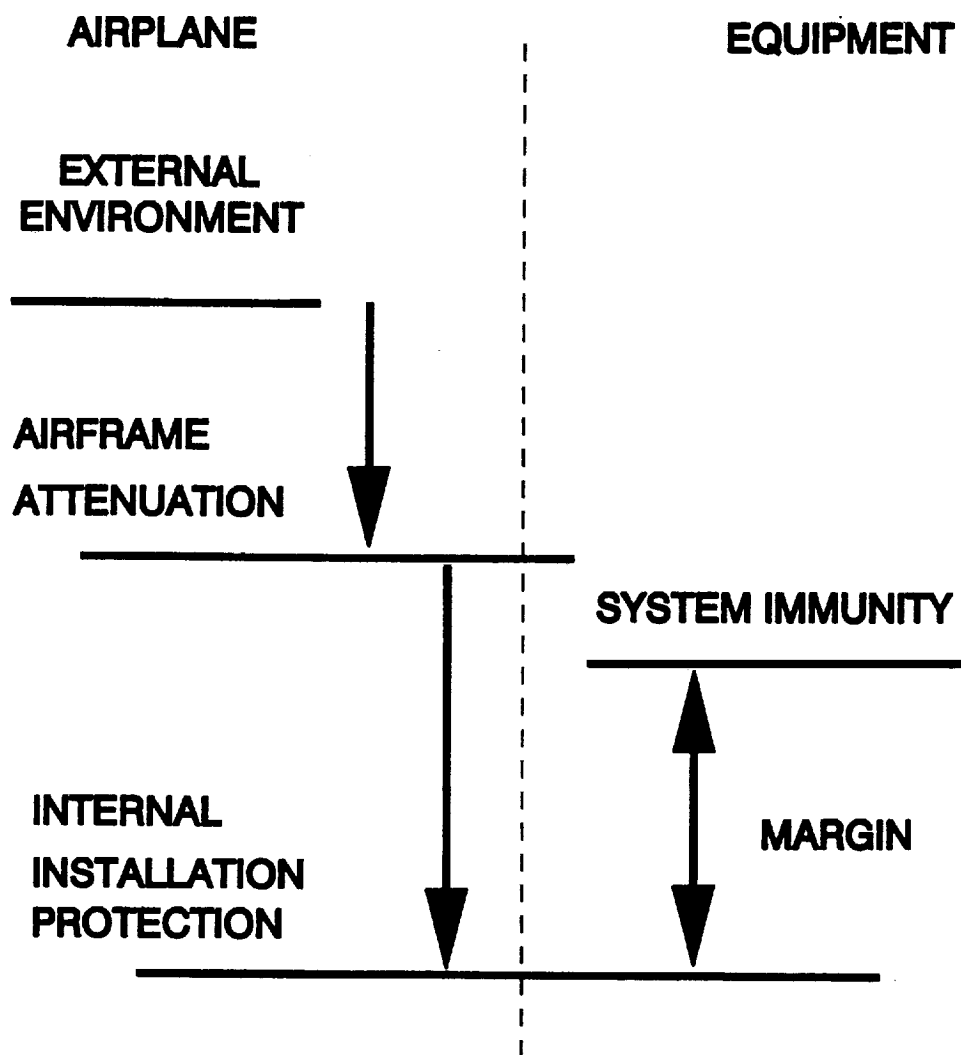 AIRPLANE
EQUIPMENT
EXTERNAL
ENVIRONMENT
AIRFRAME
ATTENUATION
SYSTEM IMMUNITY
INTERNAL
INSTALLATION
PROTECTION
MARGIN